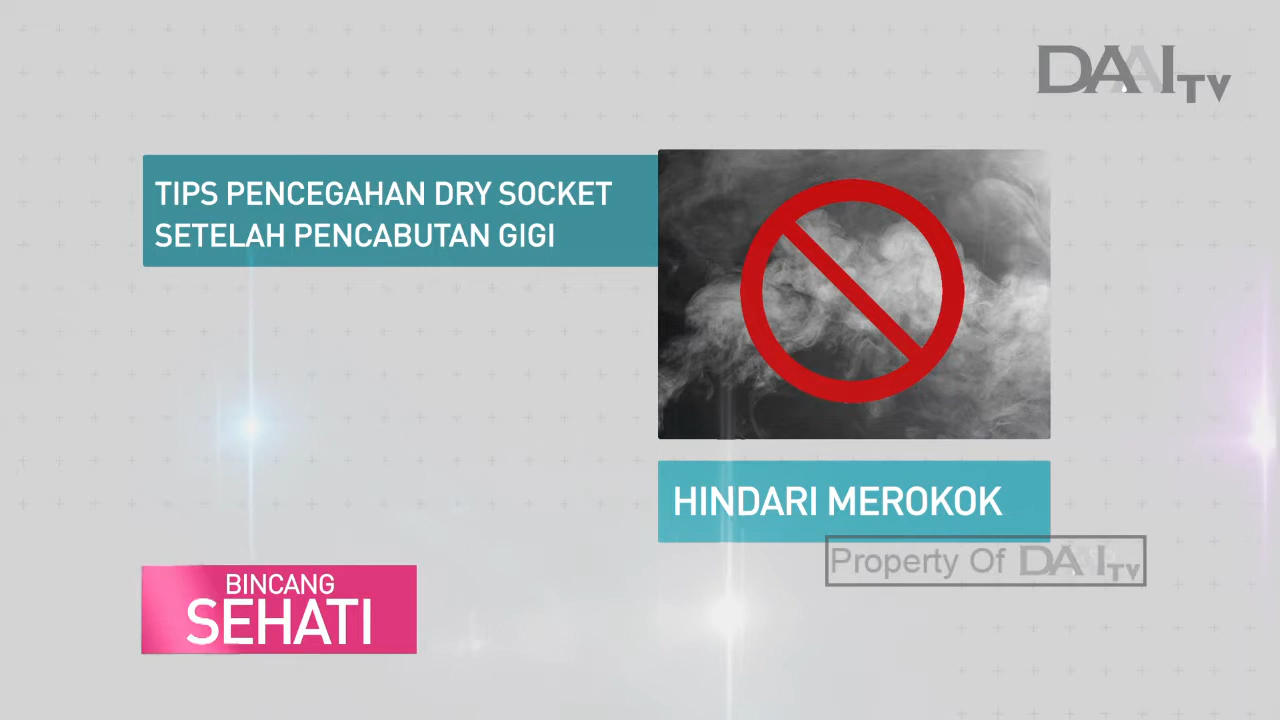 DAAI TV
TIPS PENCEGAHAN DRY SOCKET
SETELAH PENCABUTAN GIGI
HINDARI MEROKOK
Property Of DAAI TV
BINCANG
SEHATI